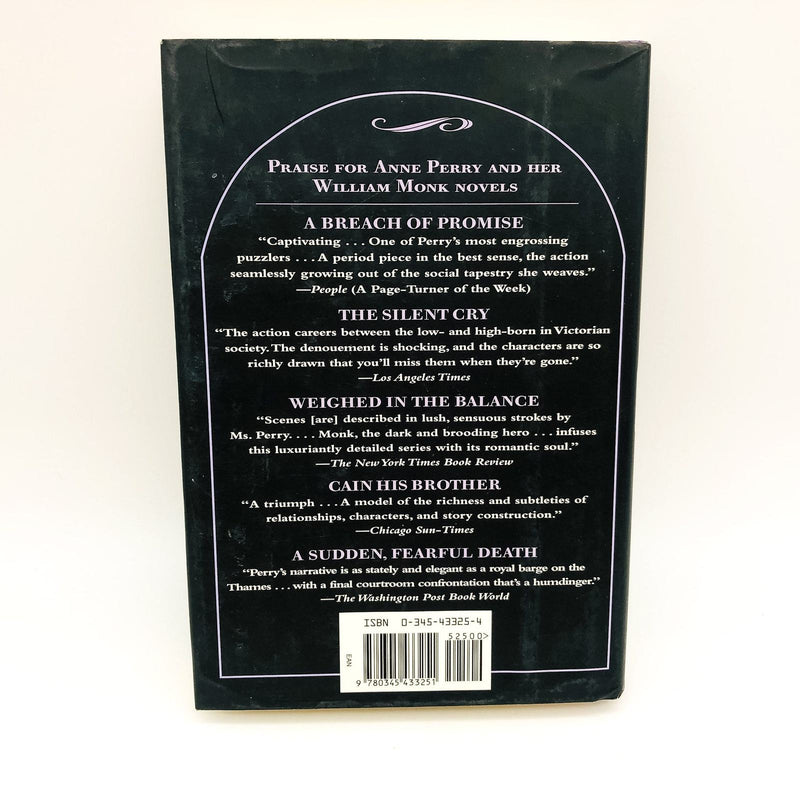 PRAISE FOR ANNE PERRY AND HER
WILLIAM MONK NOVELS
A BREACH OF PROMISE
“Captivating . . . One of Perry’s most engrossing
puzzlers . . . A period piece in the best sense, the action
seamlessly growing out of the social tapestry she weaves.”
—People (A Page-Turner of the Week)
THE SILENT CRY
“The action careers between the low- and high-born in Victorian
society. The denouement is shocking, and the characters are so
richly drawn that you’ll miss them when they’re gone.”
—Los Angeles Times
WEIGHED IN THE BALANCE
“Scenes [are] described in lush, sensuous strokes by
Ms. Perry. . . . Monk, the dark and brooding hero . . . infuses
this luxuriantly detailed series with its romantic soul.”
—The New York Times Book Review
CAIN HIS BROTHER
“A triumph . . . A model of the richness and subtleties of
relationships, characters, and story construction.”
—Chicago Sun-Times
A SUDDEN, FEARFUL DEATH
“Perry’s narrative is as stately and elegant as a royal barge on the
Thames . . . with a final courtroom confrontation that’s a humdinger.”
—The Washington Post Book World
ISBN 0-345-43325-4
52500>
EAN
9 780345 433251